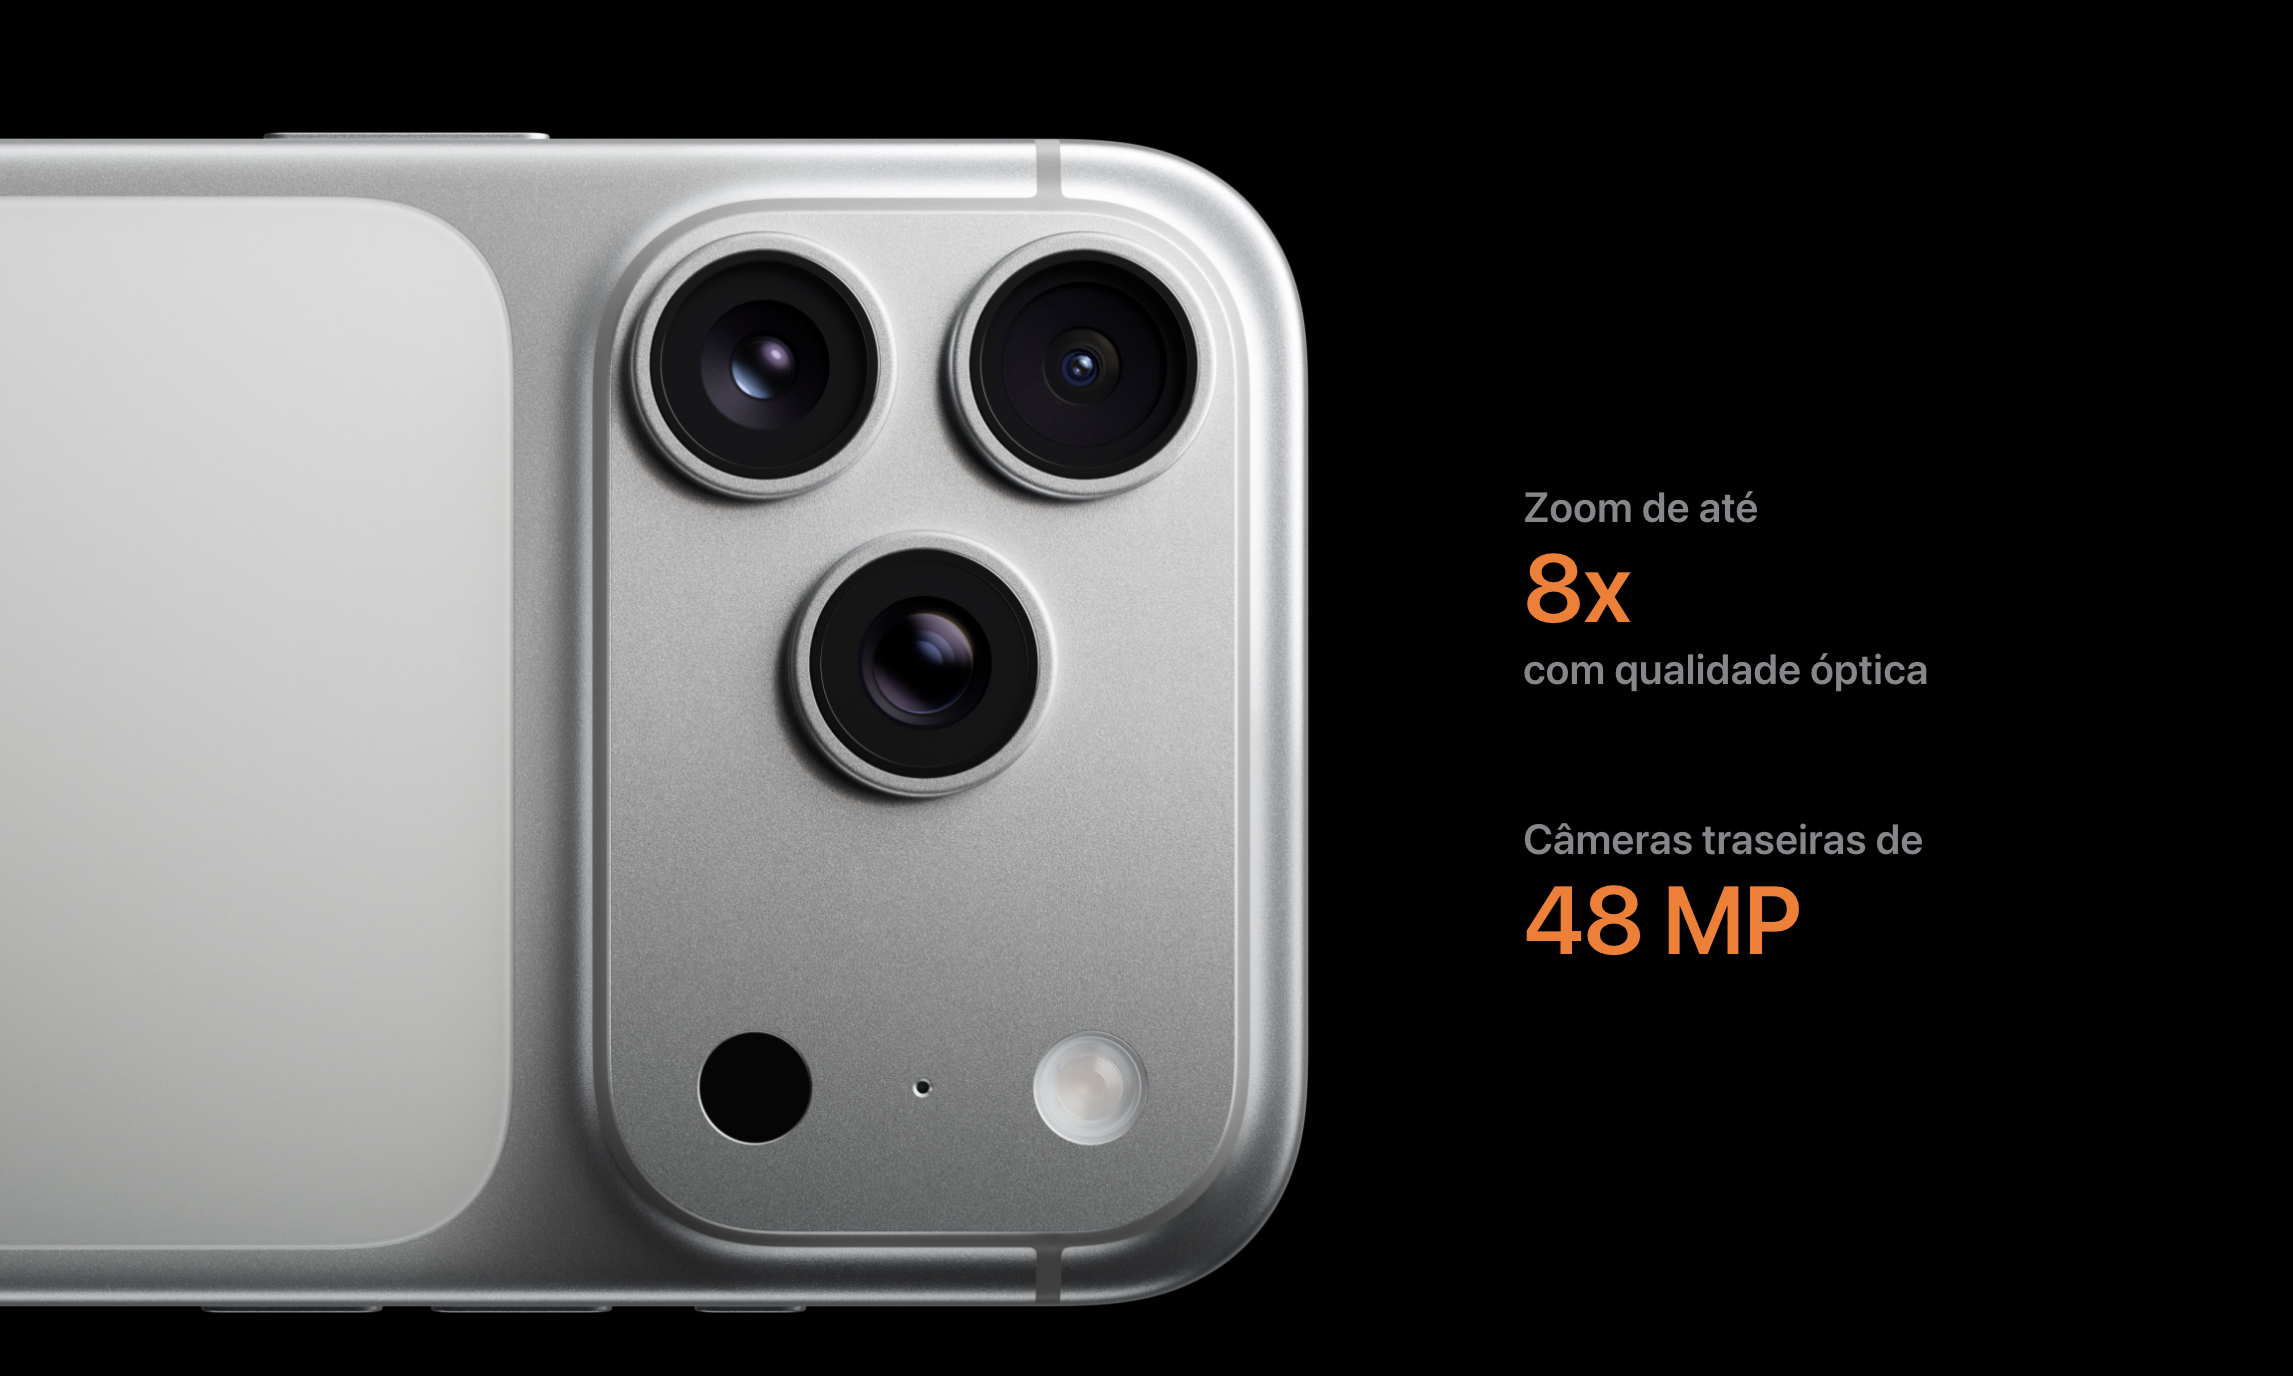 Zoom de até
8x
com qualidade óptica
Câmeras traseiras de
48 MP